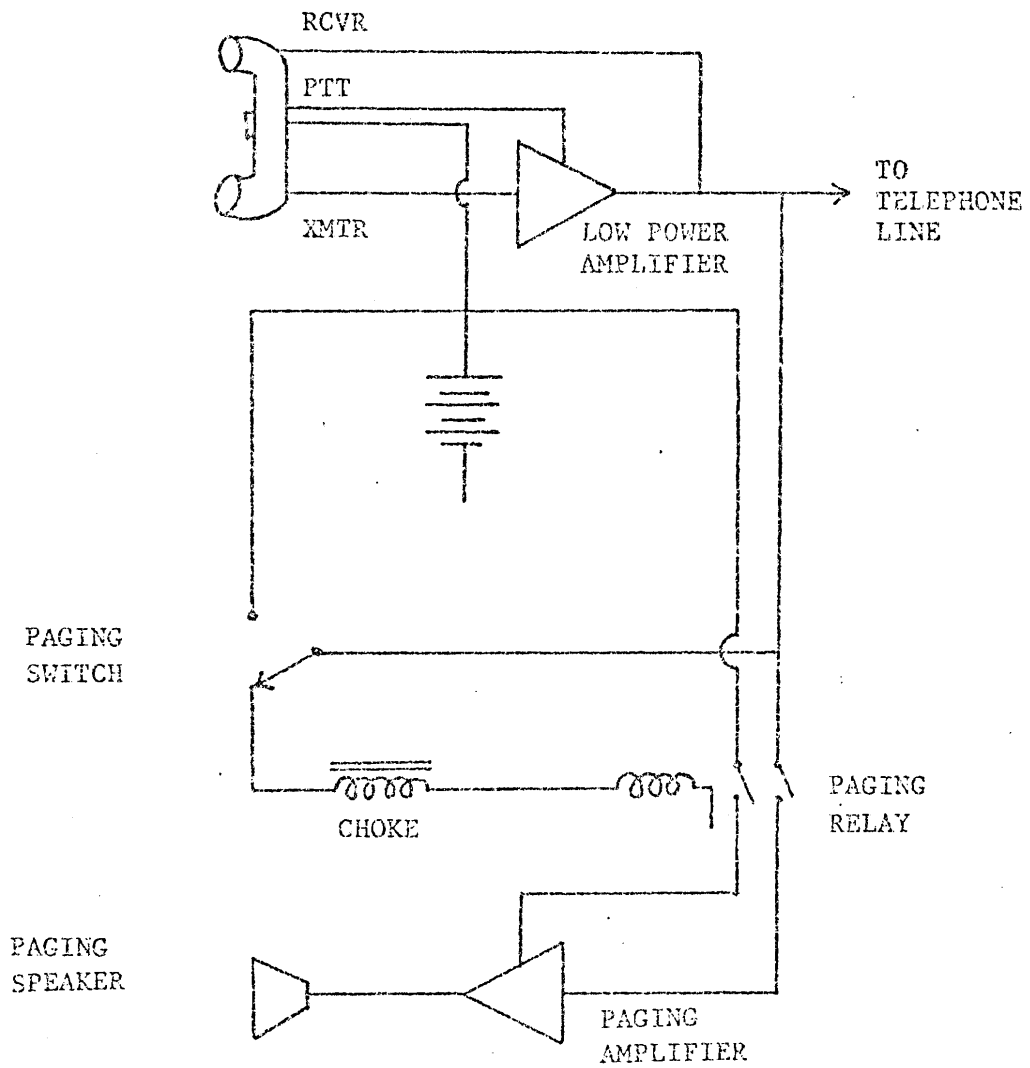 RCVR
PTT
XMTR
LOW POWER
AMPLIFIER
TO
TELEPHONE
LINE
PAGING
SWITCH
CHOKE
PAGING
RELAY
PAGING
SPEAKER
PAGING
AMPLIFIER